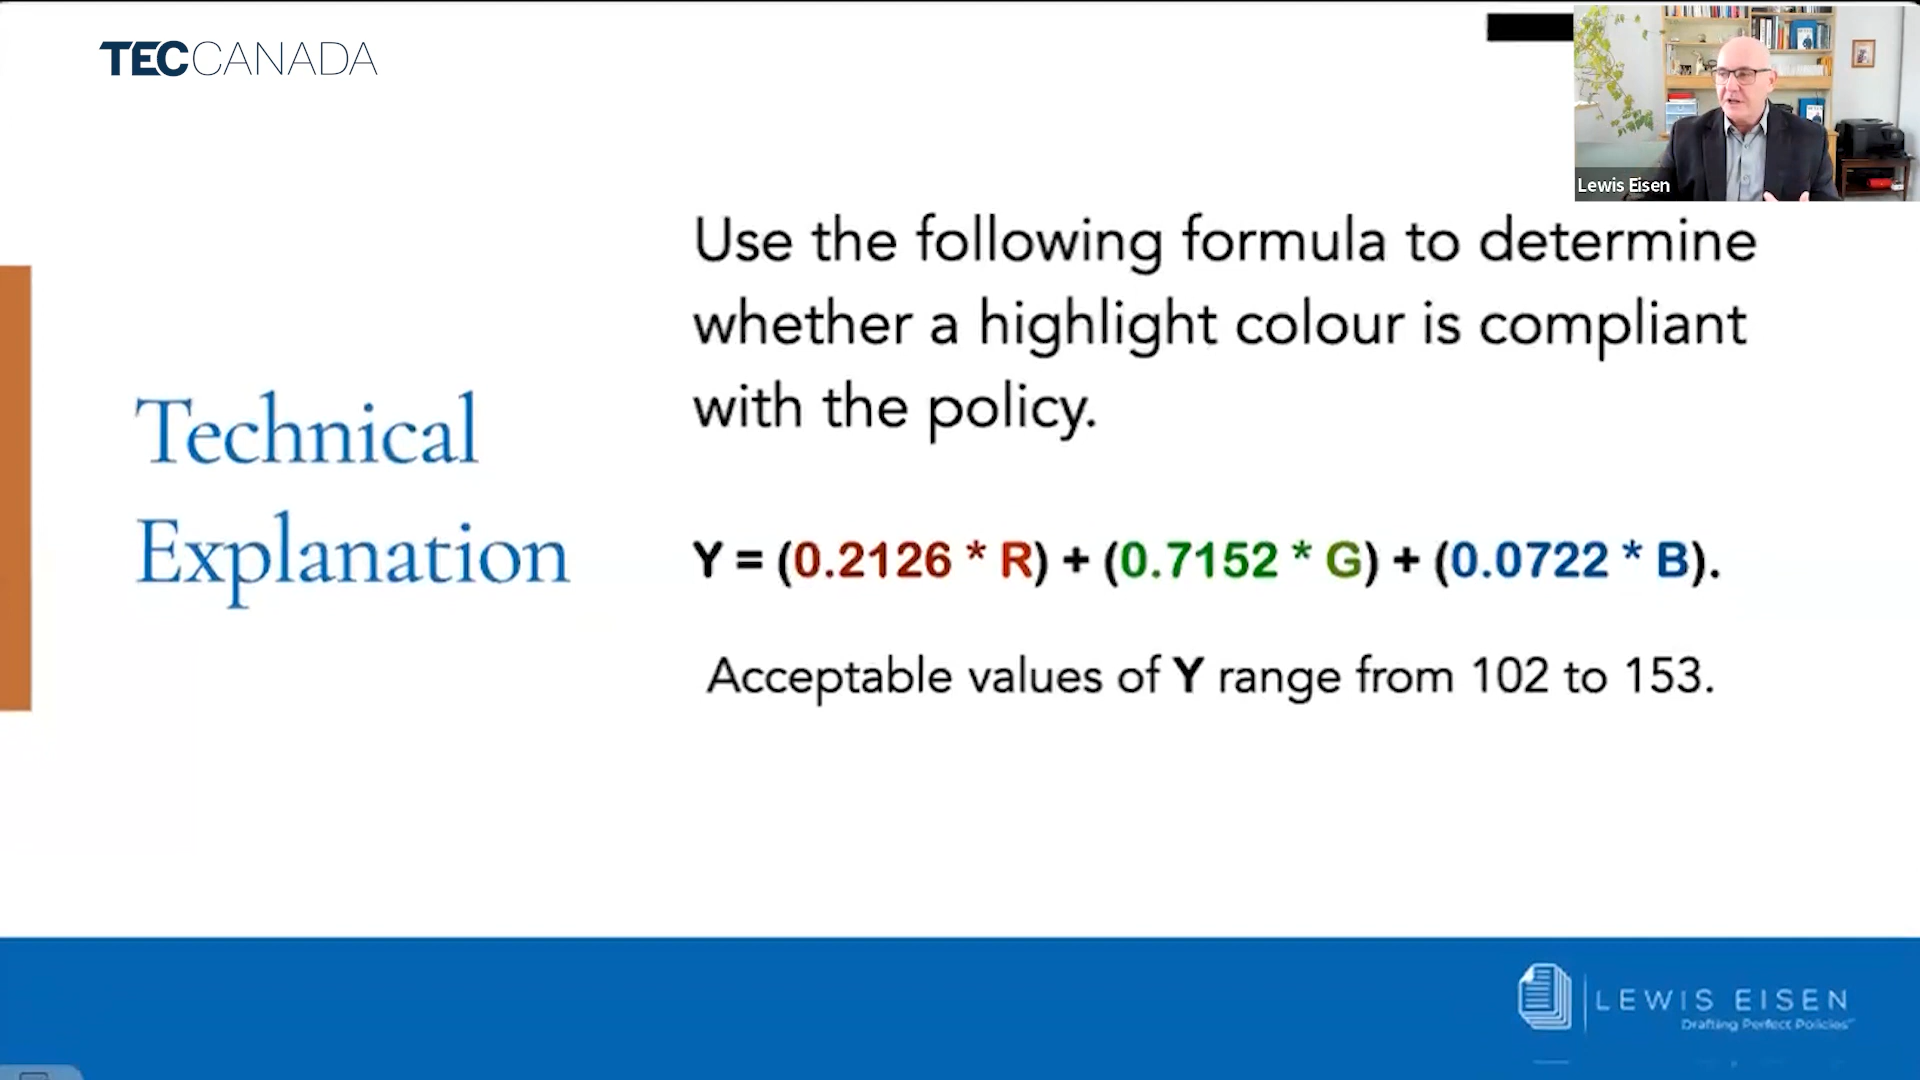 TECCANADA
Lewis Eisen
Use the following formula to determine
whether a highlight colour is compliant
with the policy.
Technical
Explanation
Y = (0.2126 * R) + (0.7152 * G) + (0.0722 * B).
Acceptable values of Y range from 102 to 153.
LEWIS EISEN
Drafting Perfect Policies